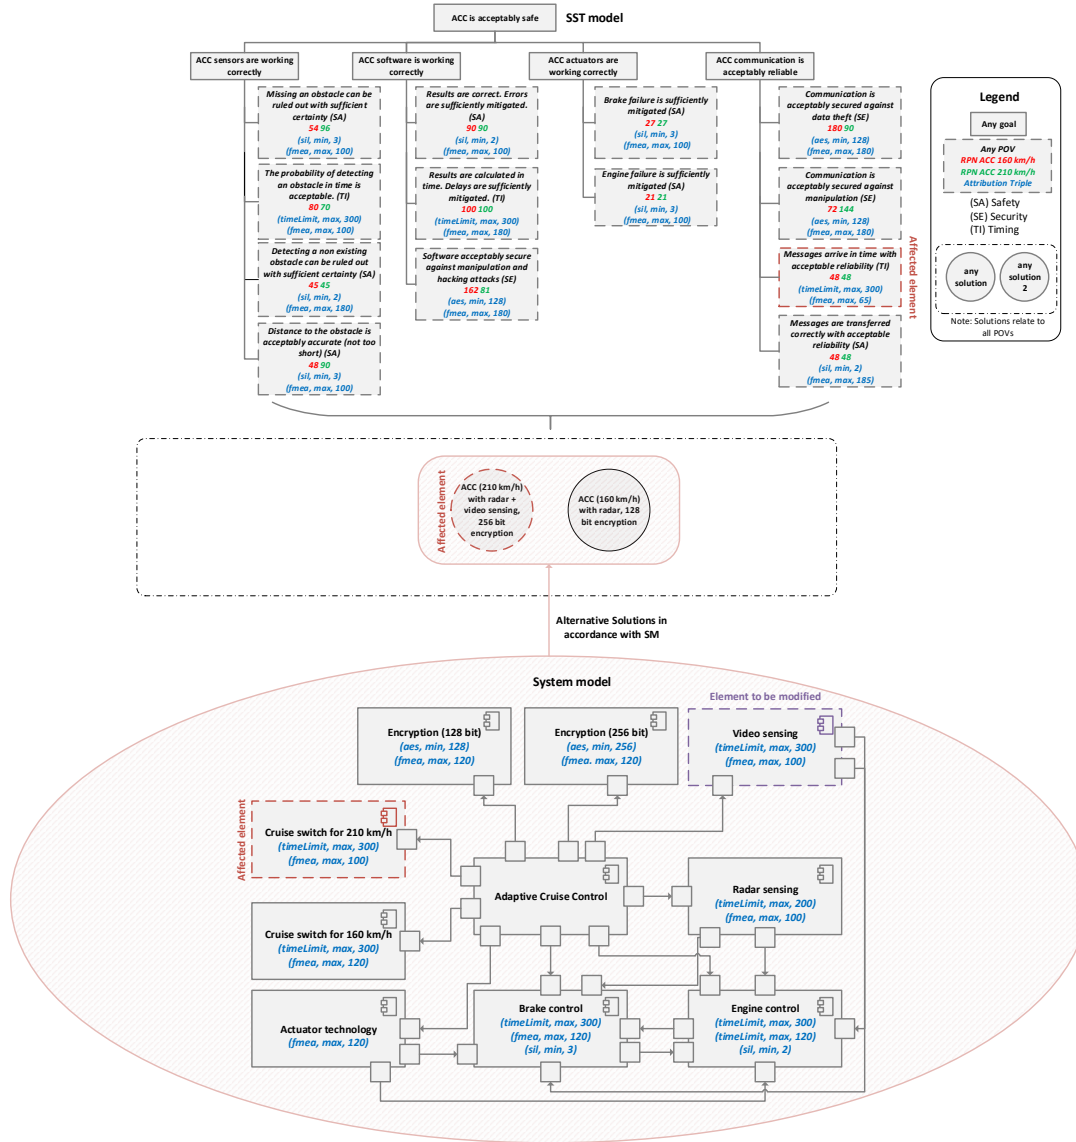 ACC is acceptably safe
SST model
ACC sensors are working
correctly
ACC software is working
correctly
ACC actuators are
working correctly
ACC communication is
acceptably reliable
Missing an obstacle can be
ruled out with sufficient
certainty (SA)
54 96
(sil, min, 3)
(fmea, max, 100)
The probability of detecting
an obstacle in time is
acceptable. (TI)
80 70
(timeLimit, max, 300)
(fmea, max, 100)
Detecting a non existing
obstacle can be ruled out
with sufficient certainty (SA)
45 45
(sil, min, 2)
(fmea, max, 180)
Distance to the obstacle is
acceptably accurate (not too
short) (SA)
48 90
(sil, min, 3)
(fmea, max, 100)
Results are correct. Errors
are sufficiently mitigated.
(SA)
90 90
(sil, min, 2)
(fmea, max, 100)
Results are calculated in
time. Delays are sufficiently
mitigated. (TI)
100 100
(timeLimit, max, 300)
(fmea, max, 180)
Software acceptably secure
against manipulation and
hacking attacks (SE)
162 81
(aes, min, 128)
(fmea, max, 180)
Brake failure is sufficiently
mitigated (SA)
27 27
(sil, min, 3)
(fmea, max, 100)
Engine failure is sufficiently
mitigated (SA)
21 21
(sil, min, 3)
(fmea, max, 100)
Communication is
acceptably secured against
data theft (SE)
180 90
(aes, min, 128)
(fmea, max, 180)
Communication is
acceptably secured against
manipulation (SE)
72 144
(aes, min, 128)
(fmea, max, 180)
Messages arrive in time with
acceptable reliability (TI)
48 48
(timeLimit, max, 300)
(fmea, max, 65)
Affected element
Messages are transferred
correctly with acceptable
reliability (SA)
48 48
(sil, min, 2)
(fmea, max, 185)
Legend
Any goal
Any POV
RPN ACC 160 km/h
RPN ACC 210 km/h
Attribution Triple
(SA) Safety
(SE) Security
(TI) Timing
any
solution
any
solution
2
Note: Solutions relate to
all POVs
Affected element
ACC (210 km/h)
with radar +
video sensing,
256 bit
encryption
ACC (160 km/h)
with radar, 128
bit encryption
Alternative Solutions in
accordance with SM
System model
Element to be modified
Encryption (128 bit)
(aes, min, 128)
(fmea, max, 120)
Encryption (256 bit)
(aes, min, 256)
(fmea. max, 120)
Video sensing
(timeLimit, max, 300)
(fmea, max, 100)
Affected element
Cruise switch for 210 km/h
(timeLimit, max, 300)
(fmea, max, 100)
Adaptive Cruise Control
Radar sensing
(timeLimit, max, 200)
(fmea, max, 100)
Cruise switch for 160 km/h
(timeLimit, max, 300)
(fmea, max, 120)
Actuator technology
(fmea, max, 120)
Brake control
(timeLimit, max, 300)
(fmea, max, 120)
(sil, min, 3)
Engine control
(timeLimit, max, 300)
(timeLimit, max, 120)
(sil, min, 2)